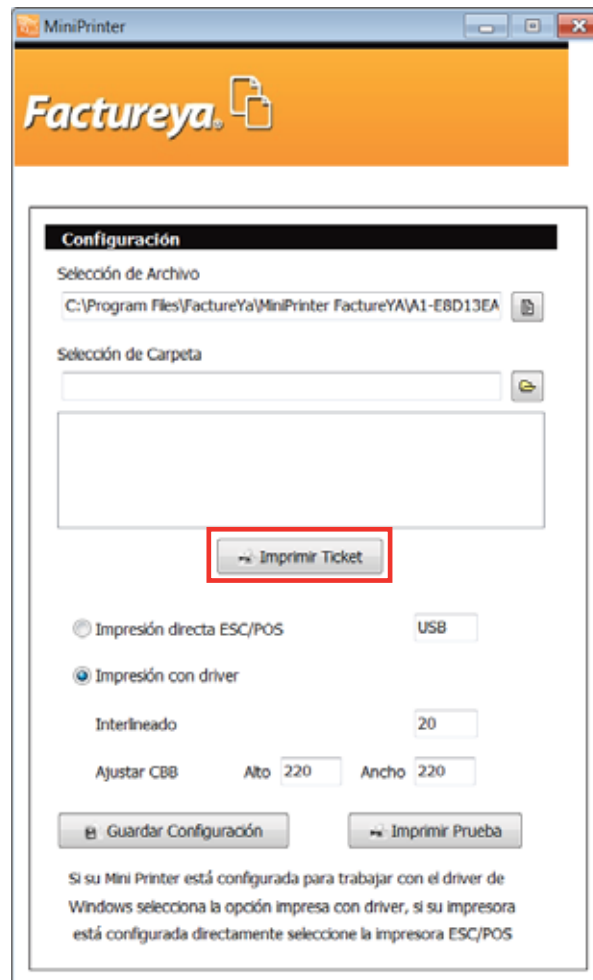 MiniPrinter
Factureya®
Configuración
Selección de Archivo
C:\Program Files\FactureYa\MiniPrinter FactureYA\A1-E8D13EA
Selección de Carpeta
Imprimir Ticket
Impresión directa ESC/POS USB
Impresión con driver
Interlineado 20
Ajustar CBB Alto 220 Ancho 220
Guardar Configuración Imprimir Prueba
Si su Mini Printer está configurada para trabajar con el driver de
Windows selecciona la opción impresa con driver, si su impresora
está configurada directamente seleccione la impresora ESC/POS